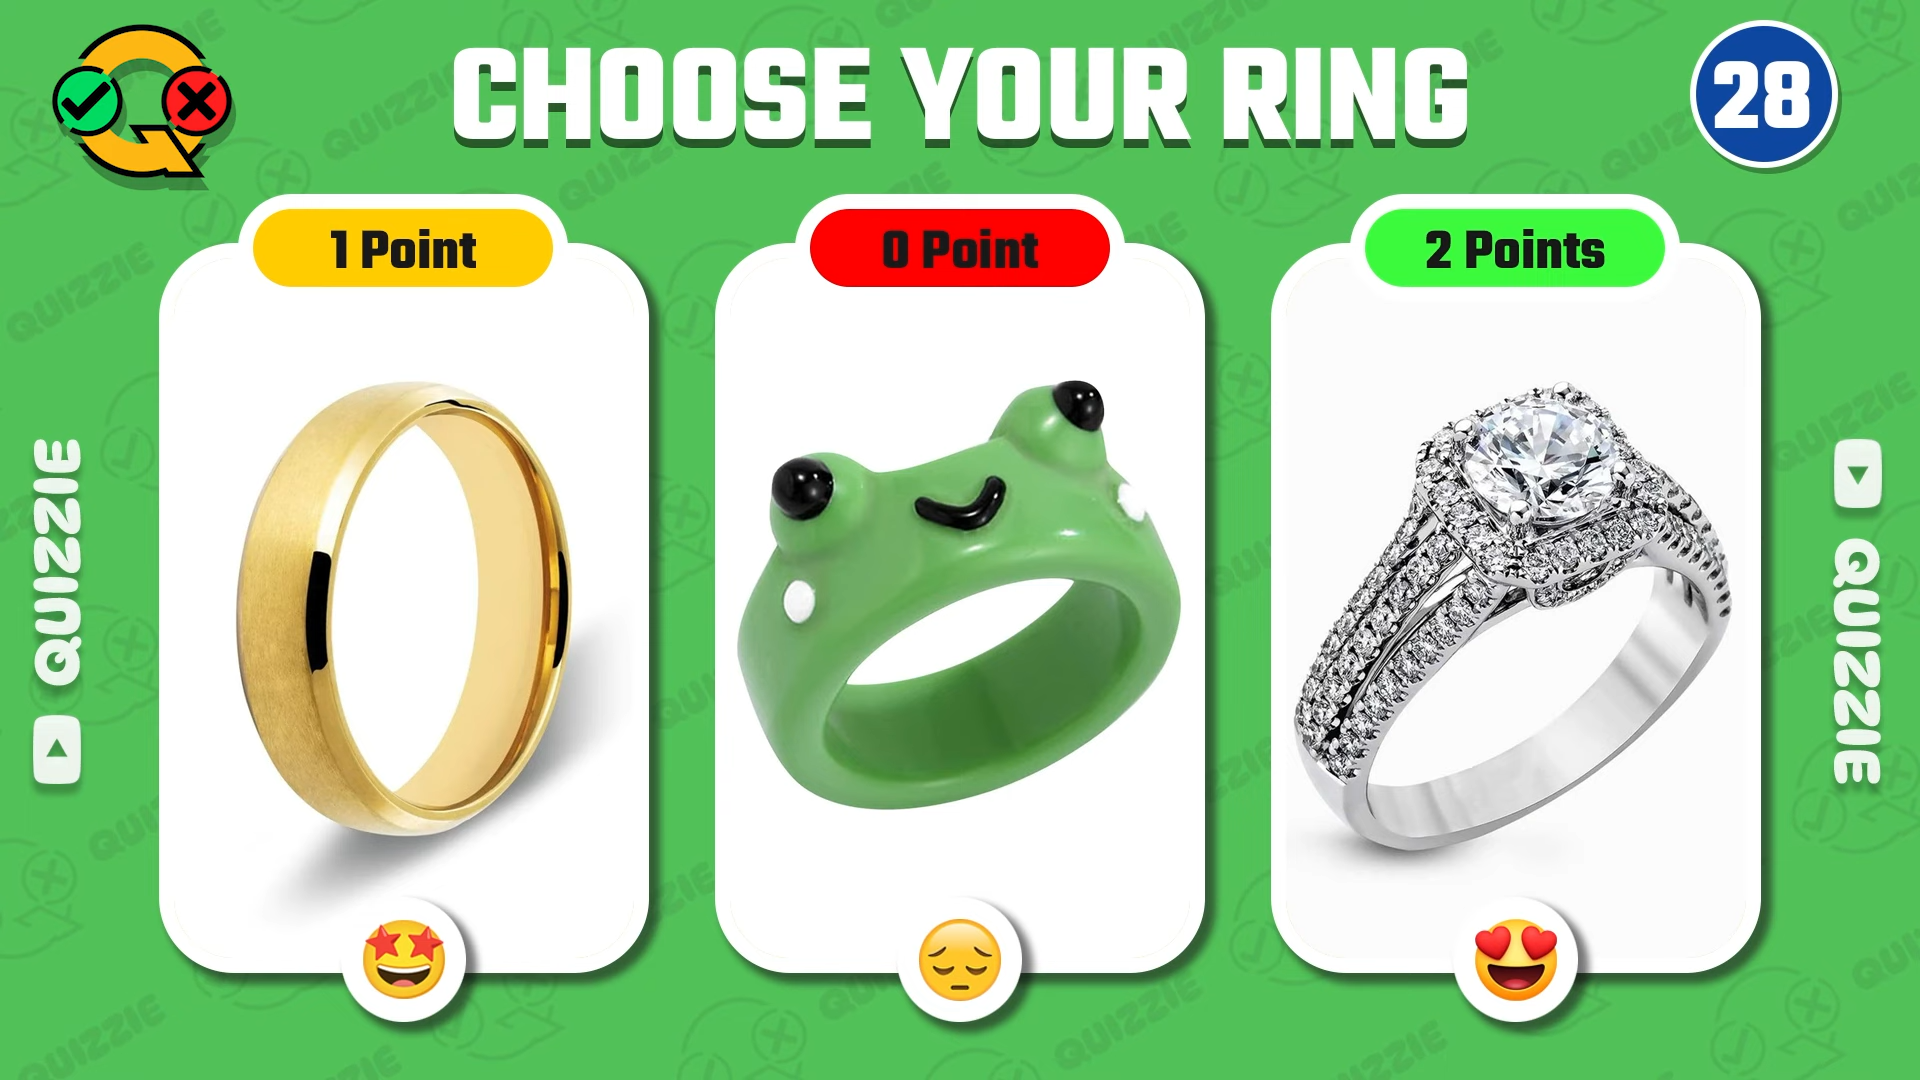 CHOOSE YOUR RING
28
1 Point
0 Point
2 Points
QUIZZIE
QUIZZIE